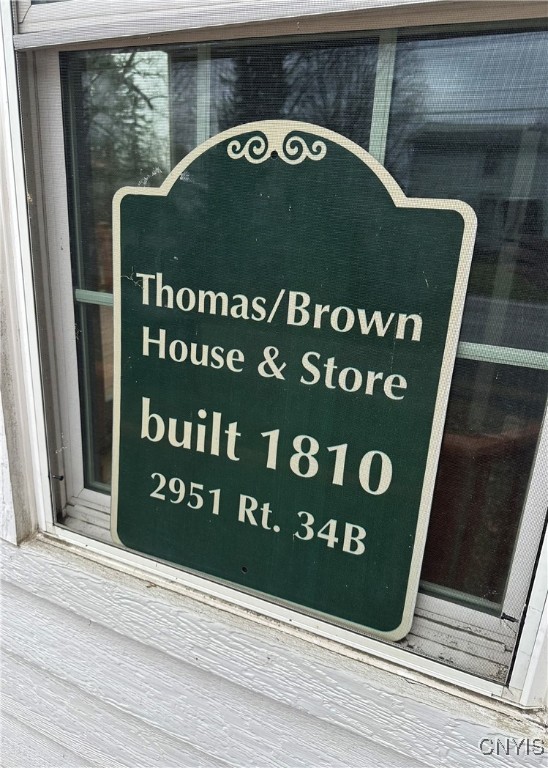 Thomas/Brown
House & Store
built 1810
2951 Rt. 34B
CNYIS